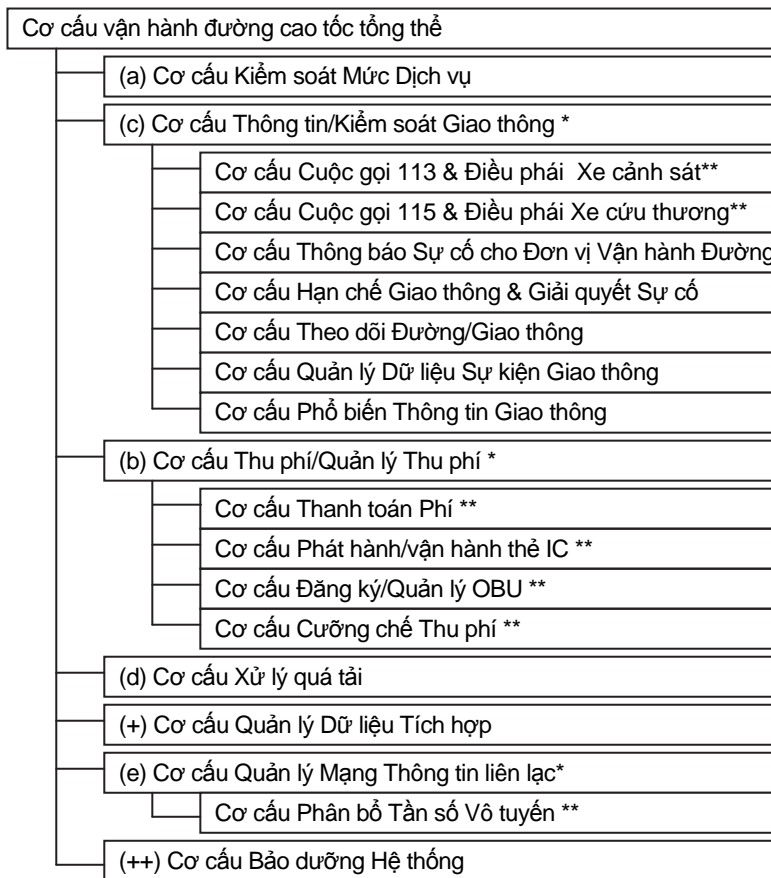 Cơ cấu vận hành đường cao tốc tổng thể
(a) Cơ cấu Kiểm soát Mức Dịch vụ
(c) Cơ cấu Thông tin/Kiểm soát Giao thông *
Cơ cấu Cuộc gọi 113 & Điều phái Xe cảnh sát**
Cơ cấu Cuộc gọi 115 & Điều phái Xe cứu thương**
Cơ cấu Thông báo Sự cố cho Đơn vị Vận hành Đường
Cơ cấu Hạn chế Giao thông & Giải quyết Sự cố
Cơ cấu Theo dõi Đường/Giao thông
Cơ cấu Quản lý Dữ liệu Sự kiện Giao thông
Cơ cấu Phổ biến Thông tin Giao thông
(b) Cơ cấu Thu phí/Quản lý Thu phí *
Cơ cấu Thanh toán Phí **
Cơ cấu Phát hành/vận hành thẻ IC **
Cơ cấu Đăng ký/Quản lý OBU **
Cơ cấu Cưỡng chế Thu phí **
(d) Cơ cấu Xử lý quá tải
(+) Cơ cấu Quản lý Dữ liệu Tích hợp
(e) Cơ cấu Quản lý Mạng Thông tin liên lạc*
Cơ cấu Phân bổ Tần số Vô tuyến **
(++) Cơ cấu Bảo dưỡng Hệ thống